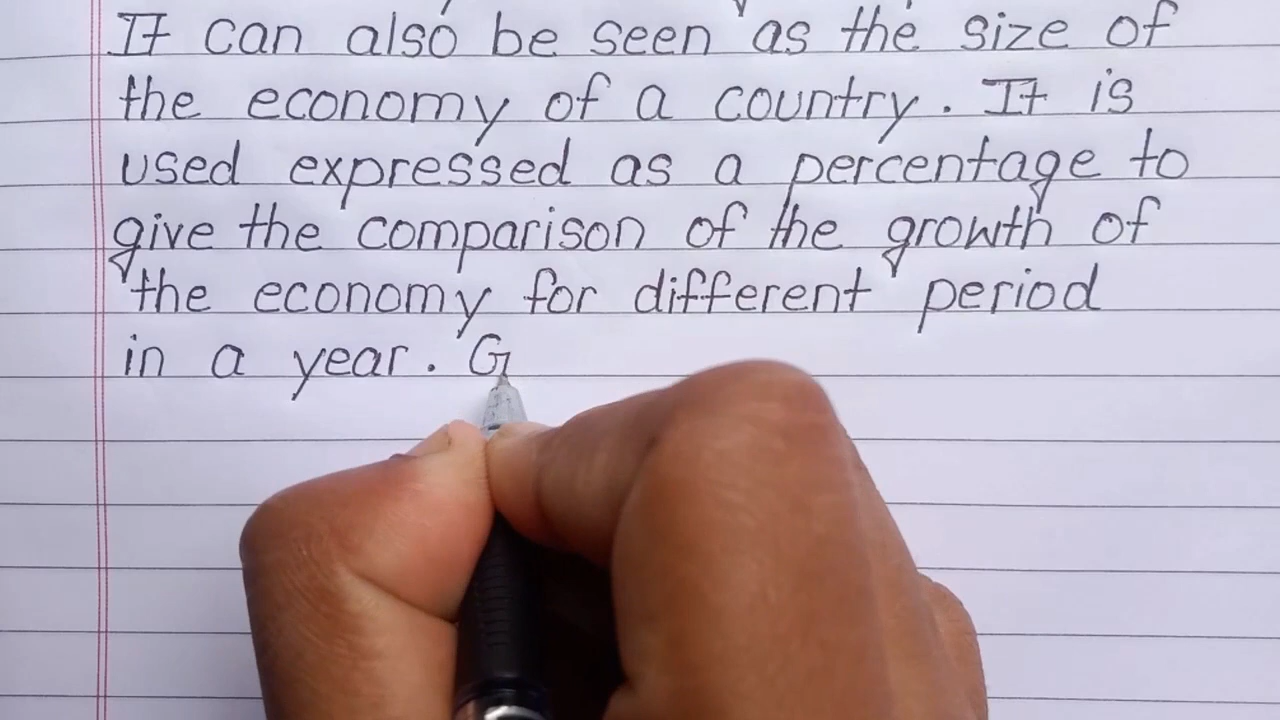 It can also be seen as the size of
the economy of a country. It is
used expressed as a percentage to
give the comparison of the growth of
the economy for different period
in a year. G